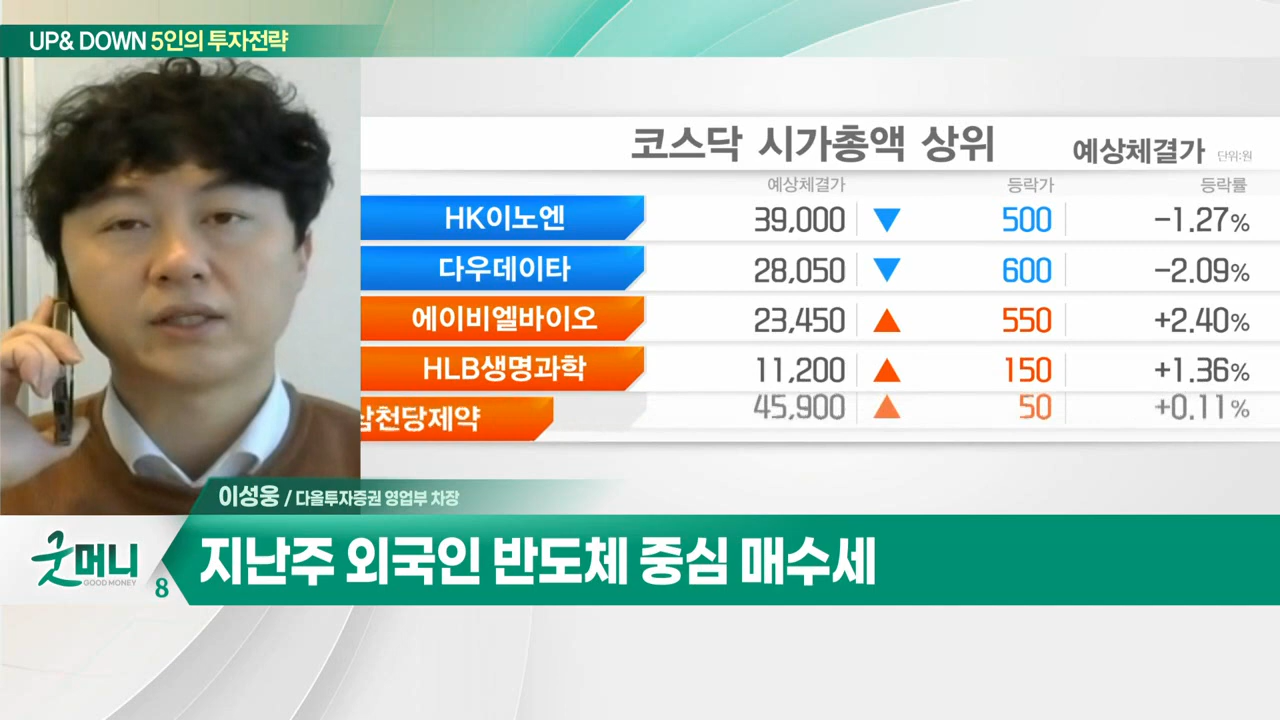 UP& DOWN 5인의 투자전략
코스닥 시가총액 상위 예상체결가 단위:원
예상체결가 등락가 등락률
HK이노엔 39,000 ▼ 500 -1.27%
다우데이타 28,050 ▼ 600 -2.09%
에이비엘바이오 23,450 ▲ 550 +2.40%
HLB생명과학 11,200 ▲ 150 +1.36%
삼천당제약 45,900 ▲ 50 +0.11%
이성웅 / 다올투자증권 영업부 차장
굿머니
GOOD MONEY
8
지난주 외국인 반도체 중심 매수세